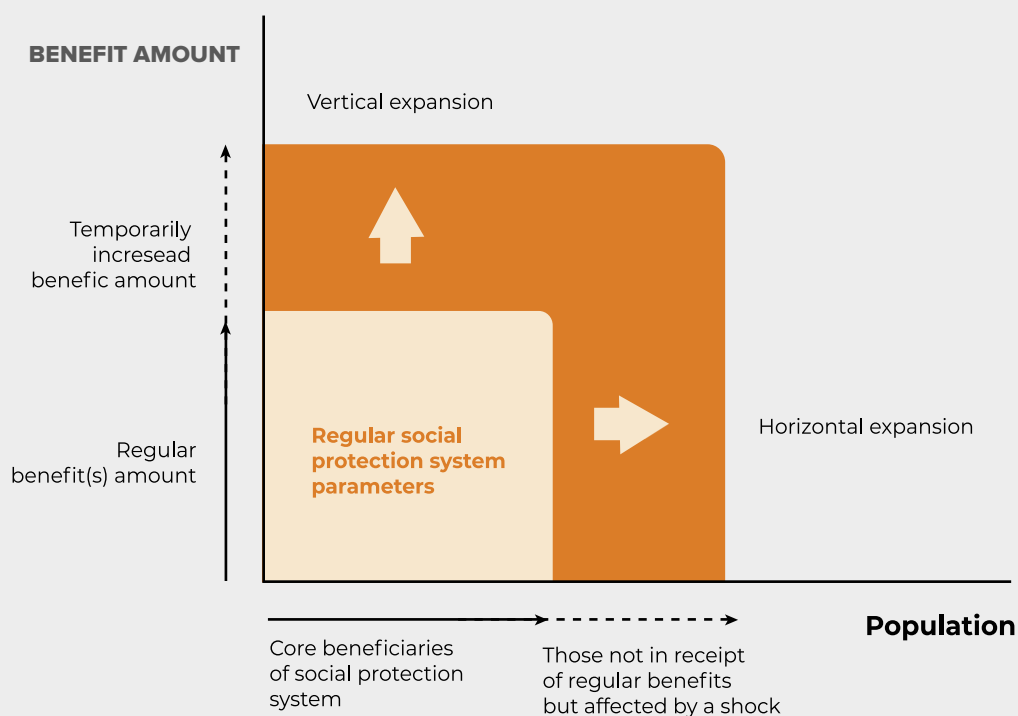 BENEFIT AMOUNT
Vertical expansion
Temporarily
incresead
benefic amount
Regular
benefit(s) amount
Regular social
protection system
parameters
Horizontal expansion
Population
Core beneficiaries
of social protection
system
Those not in receipt
of regular benefits
but affected by a shock